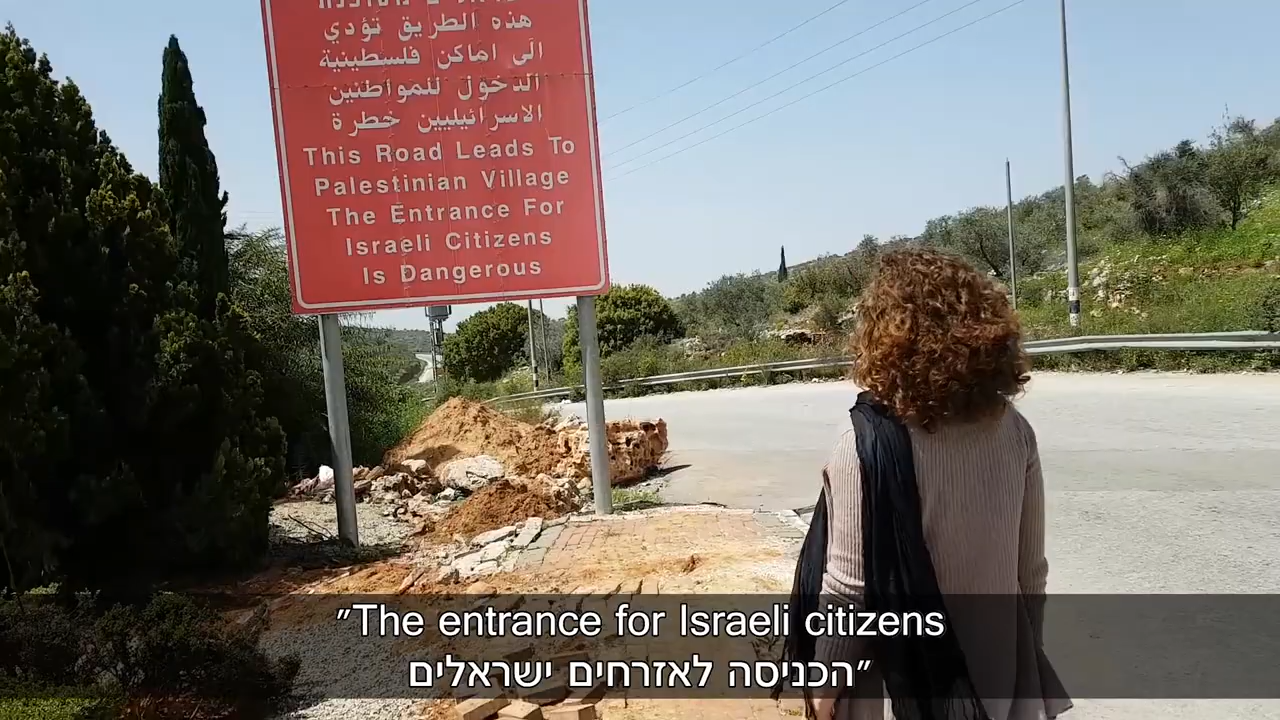 هذه الطريق تؤدي
الى اماكن فلسطينية
الدخول للمواطنين
الاسرائيليين خطرة
This Road Leads To
Palestinian Village
The Entrance For
Israeli Citizens
Is Dangerous
"The entrance for Israeli citizens
"הכניסה לאזרחים ישראלים